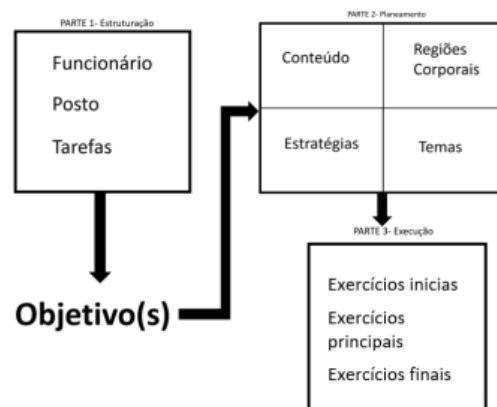 PARTE 1- Estruturação
Funcionário
Posto
Tarefas
Objetivo(s)
PARTE 2- Planeamento
Conteúdo
Regiões
Corporais
Estratégias
Temas
PARTE 3- Execução
Exercícios inicias
Exercícios
principais
Exercícios finais